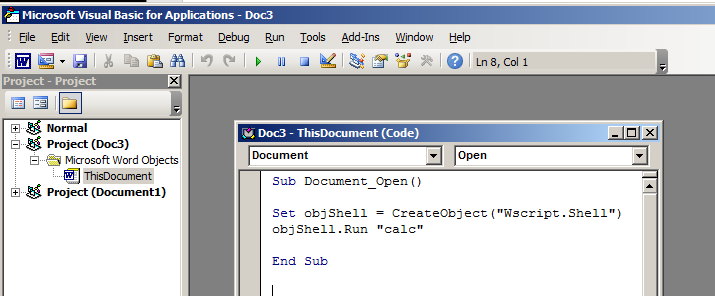 Microsoft Visual Basic for Applications - Doc3
File Edit View Insert Format Debug Run Tools Add-Ins Window Help
Ln 8, Col 1
Project - Project
Normal
Project (Doc3)
Microsoft Word Objects
ThisDocument
Project (Document1)
Doc3 - ThisDocument (Code)
Document Open
Sub Document_Open()
Set objShell = CreateObject("Wscript.Shell")
objShell.Run "calc"
End Sub